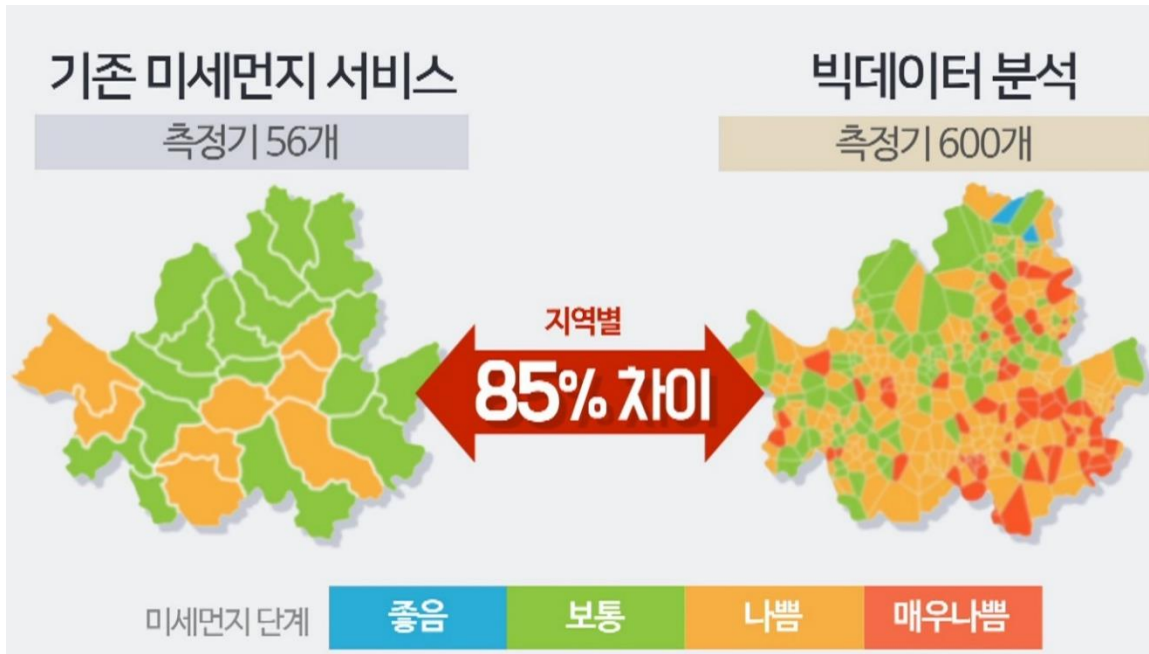 기존 미세먼지 서비스
측정기 56개
빅데이터 분석
측정기 600개
지역별
85% 차이
미세먼지 단계
좋음
보통
나쁨
매우나쁨